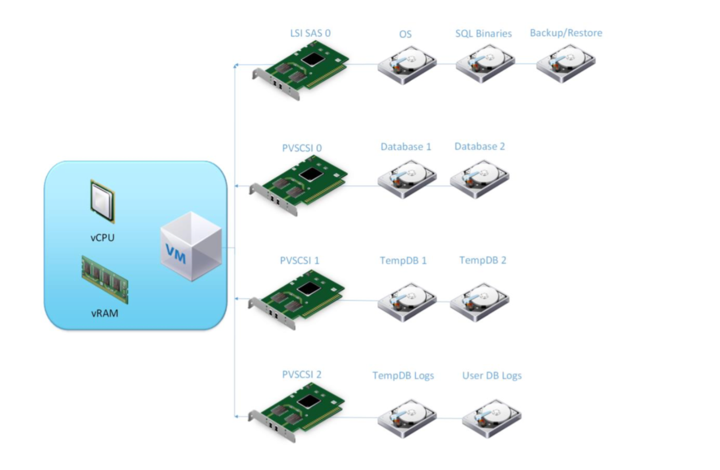 LSI SAS 0
OS
SQL Binaries
Backup/Restore
PVSCSI 0
Database 1
Database 2
vCPU
VM
vRAM
PVSCSI 1
TempDB 1
TempDB 2
PVSCSI 2
TempDB Logs
User DB Logs